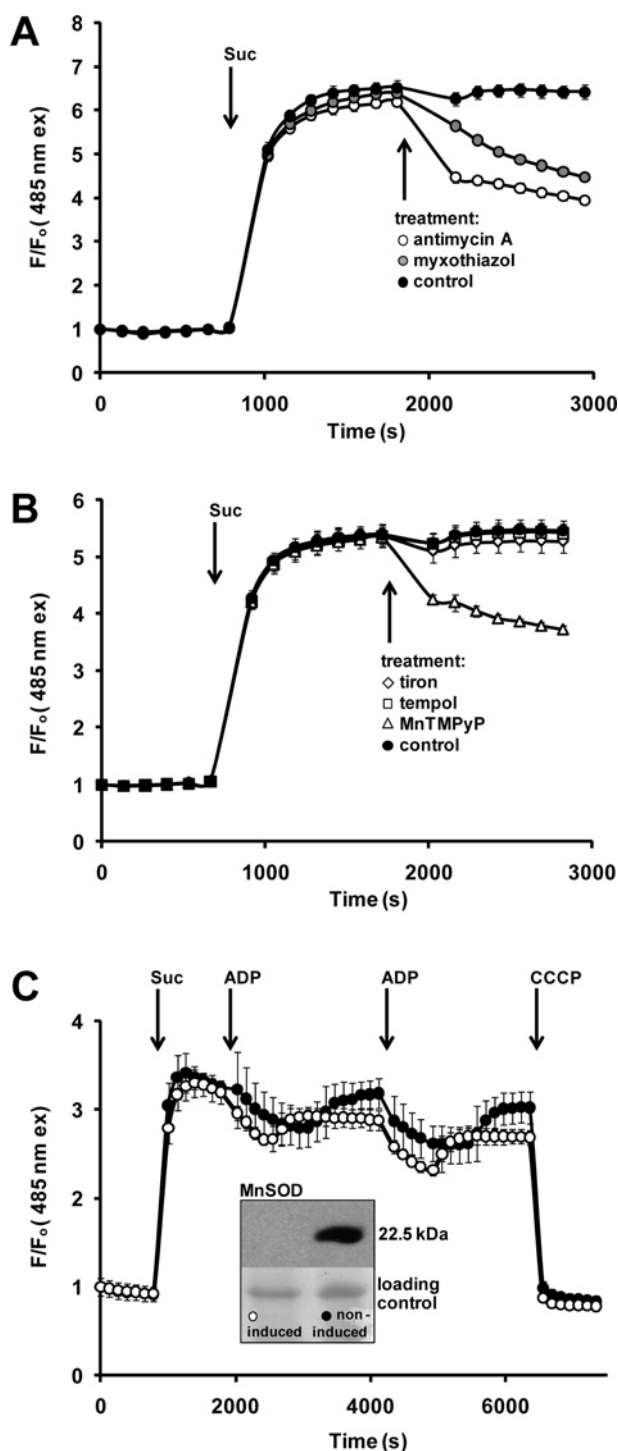 A
Suc
F/Fo( 485 nm ex)
8
7
6
5
4
3
2
1
0
treatment:
antimycin A
myxothiazol
control
0 1000 2000 3000
Time (s)
B
Suc
F/Fo( 485 nm ex)
6
5
4
3
2
1
0
treatment:
tiron
tempol
MnTMPyP
control
0 1000 2000 3000
Time (s)
C
Suc ADP ADP CCCP
F/Fo( 485 nm ex)
4
3
2
1
0
MnSOD
22.5 kDa
loading
control
induced
non-
induced
0 2000 4000 6000
Time (s)